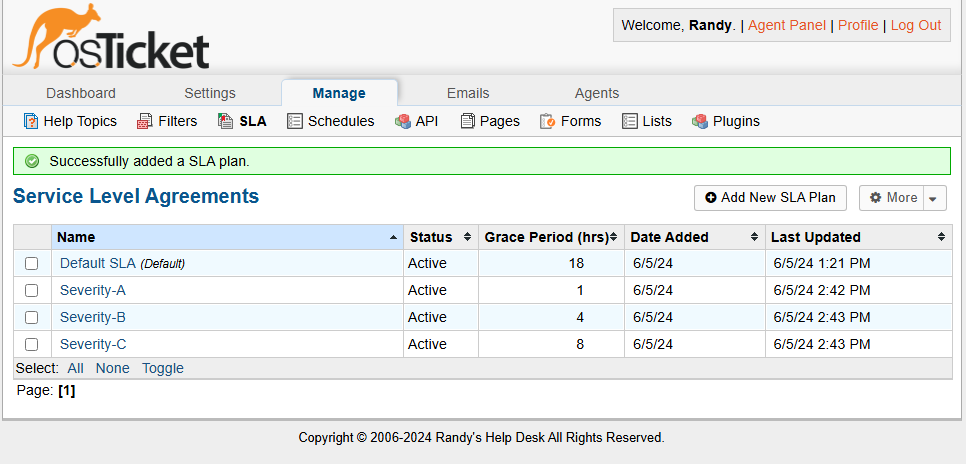 osTicket
Welcome, Randy. | Agent Panel | Profile | Log Out
Dashboard Settings Manage Emails Agents
Help Topics Filters SLA Schedules API Pages Forms Lists Plugins
Successfully added a SLA plan.
Service Level Agreements
Add New SLA Plan More
Name Status Grace Period (hrs) Date Added Last Updated
Default SLA (Default) Active 18 6/5/24 6/5/24 1:21 PM
Severity-A Active 1 6/5/24 6/5/24 2:42 PM
Severity-B Active 4 6/5/24 6/5/24 2:43 PM
Severity-C Active 8 6/5/24 6/5/24 2:43 PM
Select: All None Toggle
Page: [1]
Copyright © 2006-2024 Randy's Help Desk All Rights Reserved.